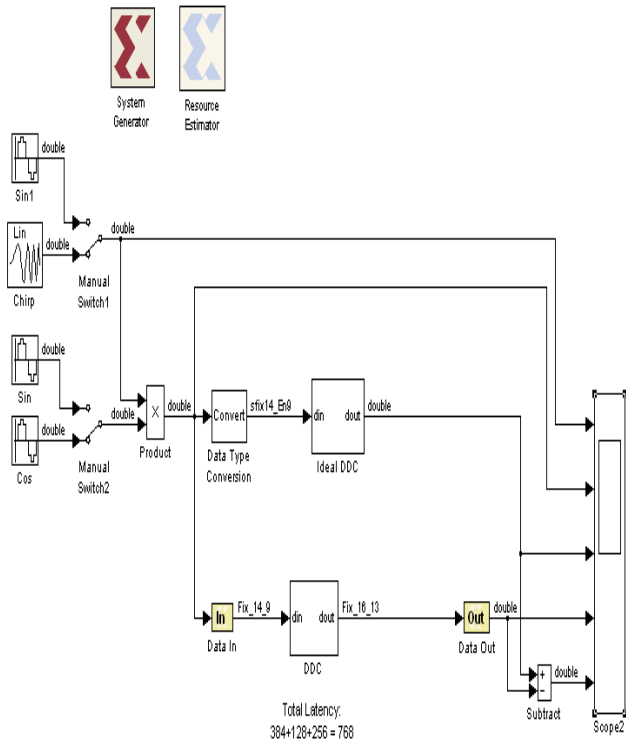 System
Generator
Resource
Estimator
double
Sin1
Lin
double
Chirp
double
Manual
Switch1
double
Sin
double
Cos
double
Manual
Switch2
×
Product
double
Convert
Data Type
Conversion
sfix14_En9
din
dout
Ideal DDC
double
In
Data In
Fix_14_9
din
dout
DDC
Fix_16_13
Out
Data Out
double
+
−
Subtract
double
Scope2
Total Latency:
384+128+256 = 768